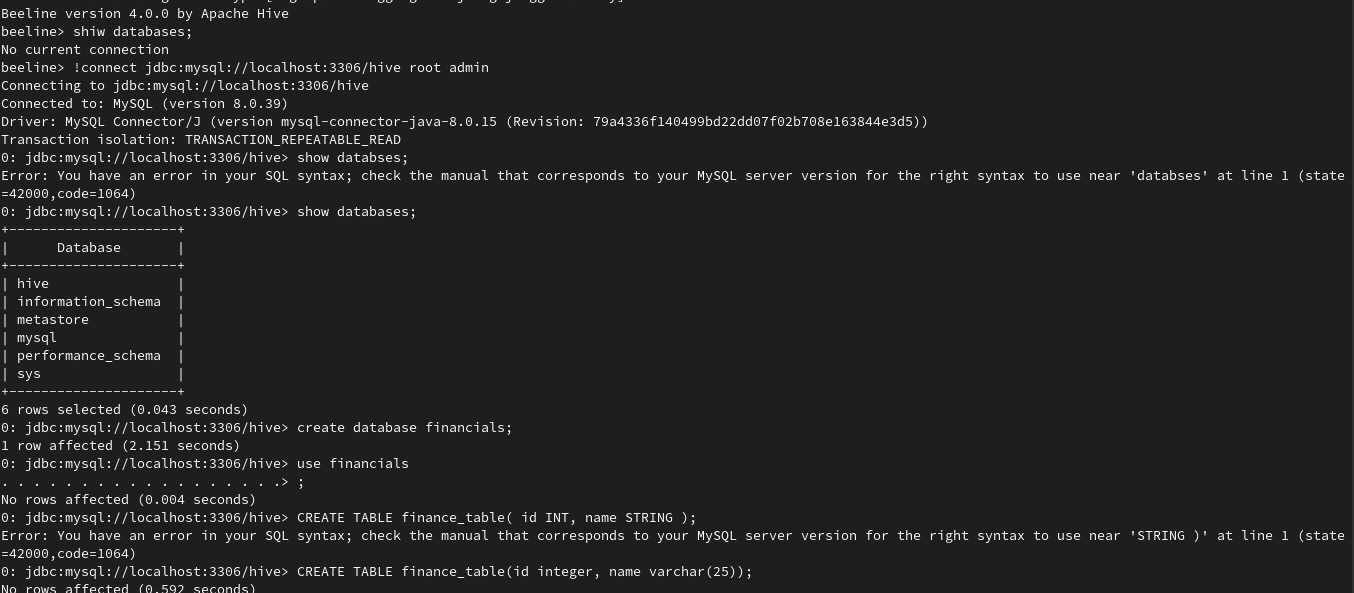 Beeline version 4.0.0 by Apache Hive
beeline> shiw databases;
No current connection
beeline> !connect jdbc:mysql://localhost:3306/hive root admin
Connecting to jdbc:mysql://localhost:3306/hive
Connected to: MySQL (version 8.0.39)
Driver: MySQL Connector/J (version mysql-connector-java-8.0.15 (Revision: 79a4336f140499bd22dd07f02b708e163844e3d5))
Transaction isolation: TRANSACTION_REPEATABLE_READ
0: jdbc:mysql://localhost:3306/hive> show databses;
Error: You have an error in your SQL syntax; check the manual that corresponds to your MySQL server version for the right syntax to use near 'databses' at line 1 (state
=42000,code=1064)
0: jdbc:mysql://localhost:3306/hive> show databases;
+---------------------+
|      Database       |
+---------------------+
| hive                |
| information_schema  |
| metastore           |
| mysql               |
| performance_schema  |
| sys                 |
+---------------------+
6 rows selected (0.043 seconds)
0: jdbc:mysql://localhost:3306/hive> create database financials;
1 row affected (2.151 seconds)
0: jdbc:mysql://localhost:3306/hive> use financials
. . . . . . . . . . . . . . . . . .> ;
No rows affected (0.004 seconds)
0: jdbc:mysql://localhost:3306/hive> CREATE TABLE finance_table( id INT, name STRING );
Error: You have an error in your SQL syntax; check the manual that corresponds to your MySQL server version for the right syntax to use near 'STRING )' at line 1 (state
=42000,code=1064)
0: jdbc:mysql://localhost:3306/hive> CREATE TABLE finance_table(id integer, name varchar(25));
No rows affected (0.592 seconds)